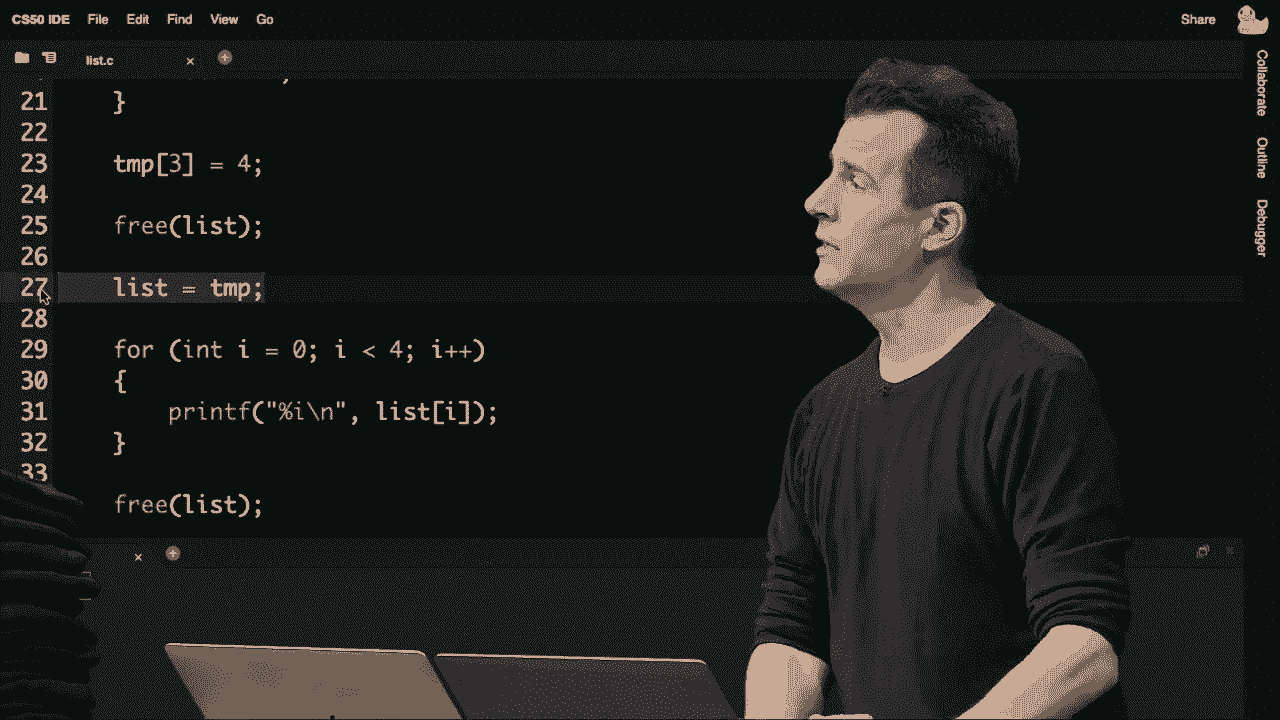 CS50 IDE File Edit Find View Go Share
list.c
21 }
22
23 tmp[3] = 4;
24
25 free(list);
26
27 list = tmp;
28
29 for (int i = 0; i < 4; i++)
30 {
31 printf("%i\n", list[i]);
32 }
33
free(list);
Collaborate
Outline
Debugger